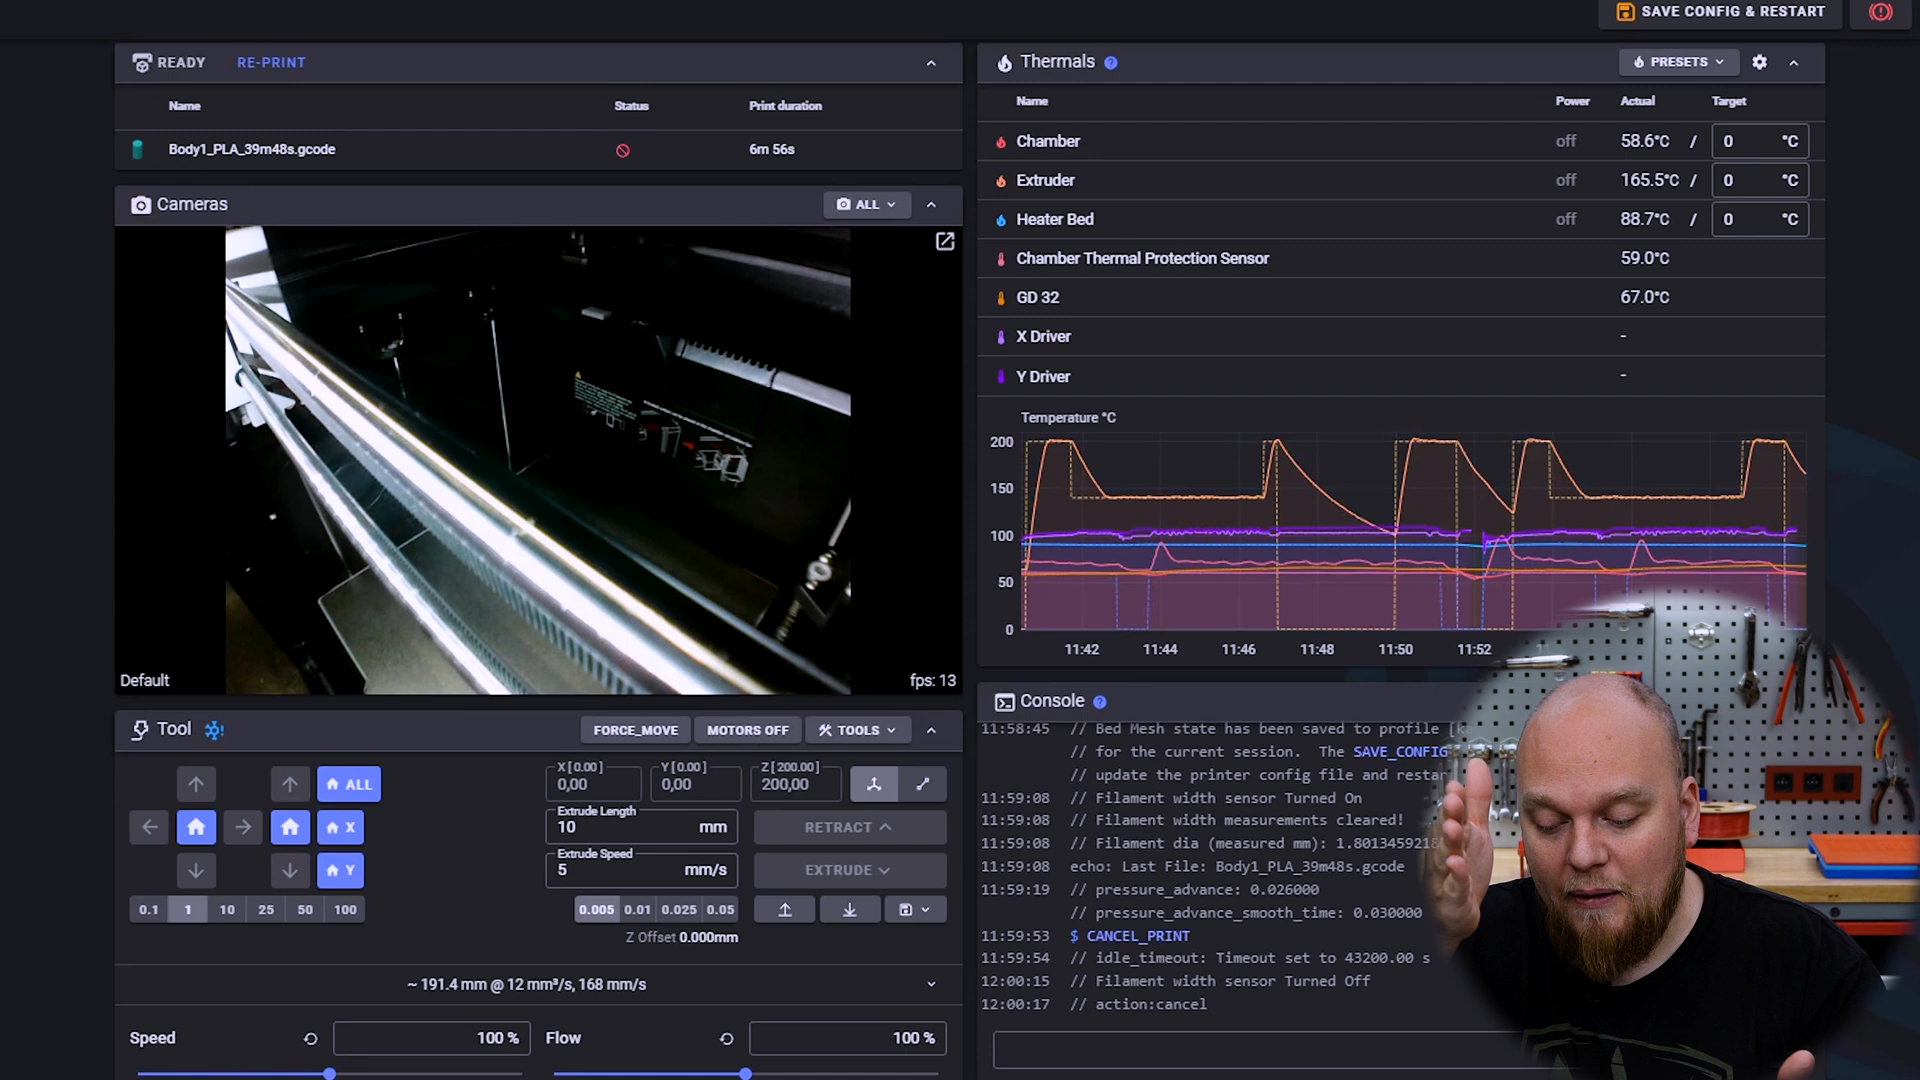 SAVE CONFIG & RESTART
READY
RE-PRINT
Name
Status
Print duration
Body1_PLA_39m48s.gcode
6m 56s
Cameras
ALL
Default
fps: 13
Tool
FORCE_MOVE
MOTORS OFF
TOOLS
ALL
X
Y
X [ 0.00 ]
0,00
Y [ 0.00 ]
0,00
Z [ 200.00 ]
200,00
Extrude Length
10 mm
RETRACT
Extrude Speed
5 mm/s
EXTRUDE
0.1 1 10 25 50 100
0.005 0.01 0.025 0.05
Z Offset 0.000mm
~ 191.4 mm @ 12 mm³/s, 168 mm/s
Speed
100 %
Flow
100 %
Thermals
PRESETS
Name Power Actual Target
Chamber off 58.6°C / 0 °C
Extruder off 165.5°C / 0 °C
Heater Bed off 88.7°C / 0 °C
Chamber Thermal Protection Sensor 59.0°C
GD 32 67.0°C
X Driver -
Y Driver -
Temperature °C
200
150
100
50
0
11:42 11:44 11:46 11:48 11:50 11:52
Console
11:58:45 // Bed Mesh state has been saved to profile
// for the current session. The SAVE_CONFIG
// update the printer config file and restar
11:59:08 // Filament width sensor Turned On
11:59:08 // Filament width measurements cleared!
11:59:08 // Filament dia (measured mm): 1.801345921
11:59:08 echo: Last File: Body1_PLA_39m48s.gcode
11:59:19 // pressure_advance: 0.026000
// pressure_advance_smooth_time: 0.030000
11:59:53 $ CANCEL_PRINT
11:59:54 // idle_timeout: Timeout set to 43200.00 s
12:00:15 // Filament width sensor Turned Off
12:00:17 // action:cancel